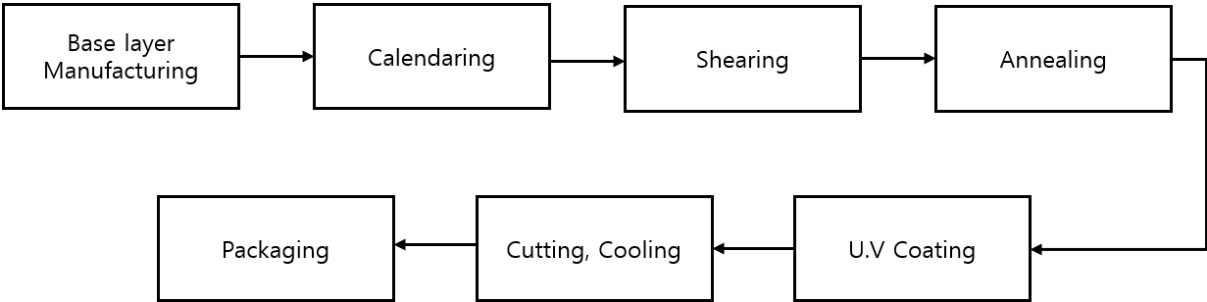 Base layer
Manufacturing
Calendaring
Shearing
Annealing
U.V Coating
Cutting, Cooling
Packaging